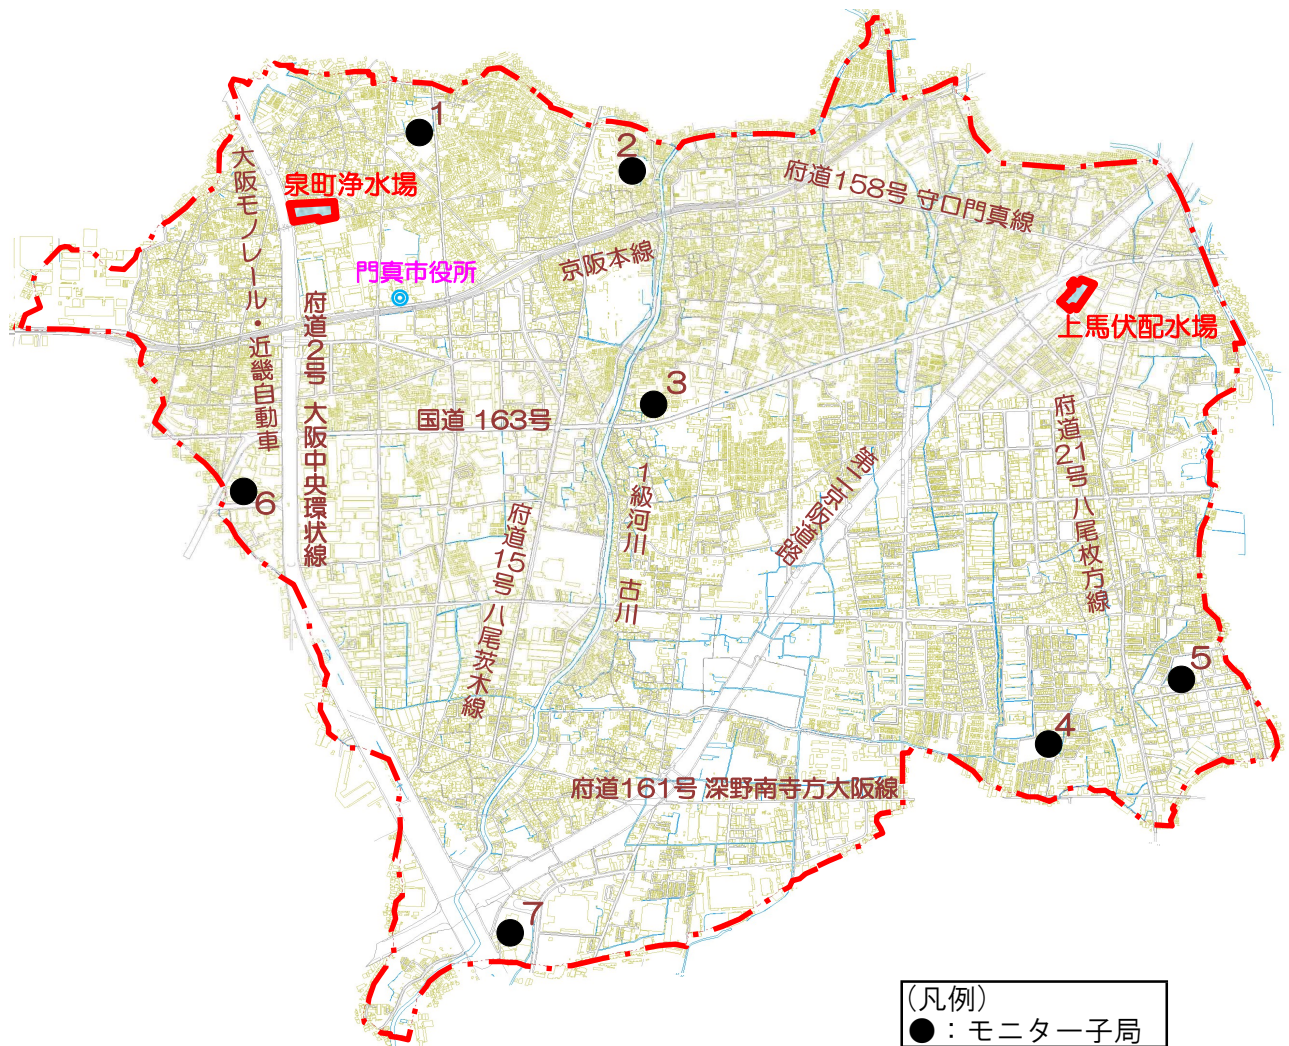 1
2
大阪モノレール・近畿自動車
泉町浄水場
府道158号 守口門真線
京阪本線
門真市役所
府道2号 大阪中央環状線
上馬伏配水場
3
国道 163号
府道21号 八尾枚方線
第二京阪道路
1級河川 古川
6
府道15号 八尾茨木線
5
4
府道161号 深野南寺方大阪線
7
(凡例)
●：モニター子局